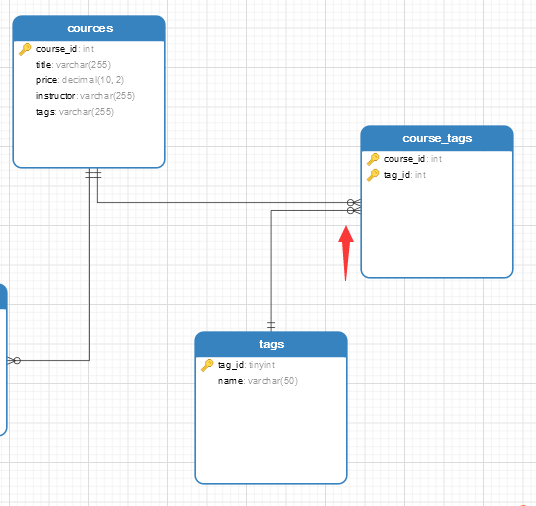 cources
course_id: int
title: varchar(255)
price: decimal(10, 2)
instructor: varchar(255)
tags: varchar(255)
course_tags
course_id: int
tag_id: int
tags
tag_id: tinyint
name: varchar(50)